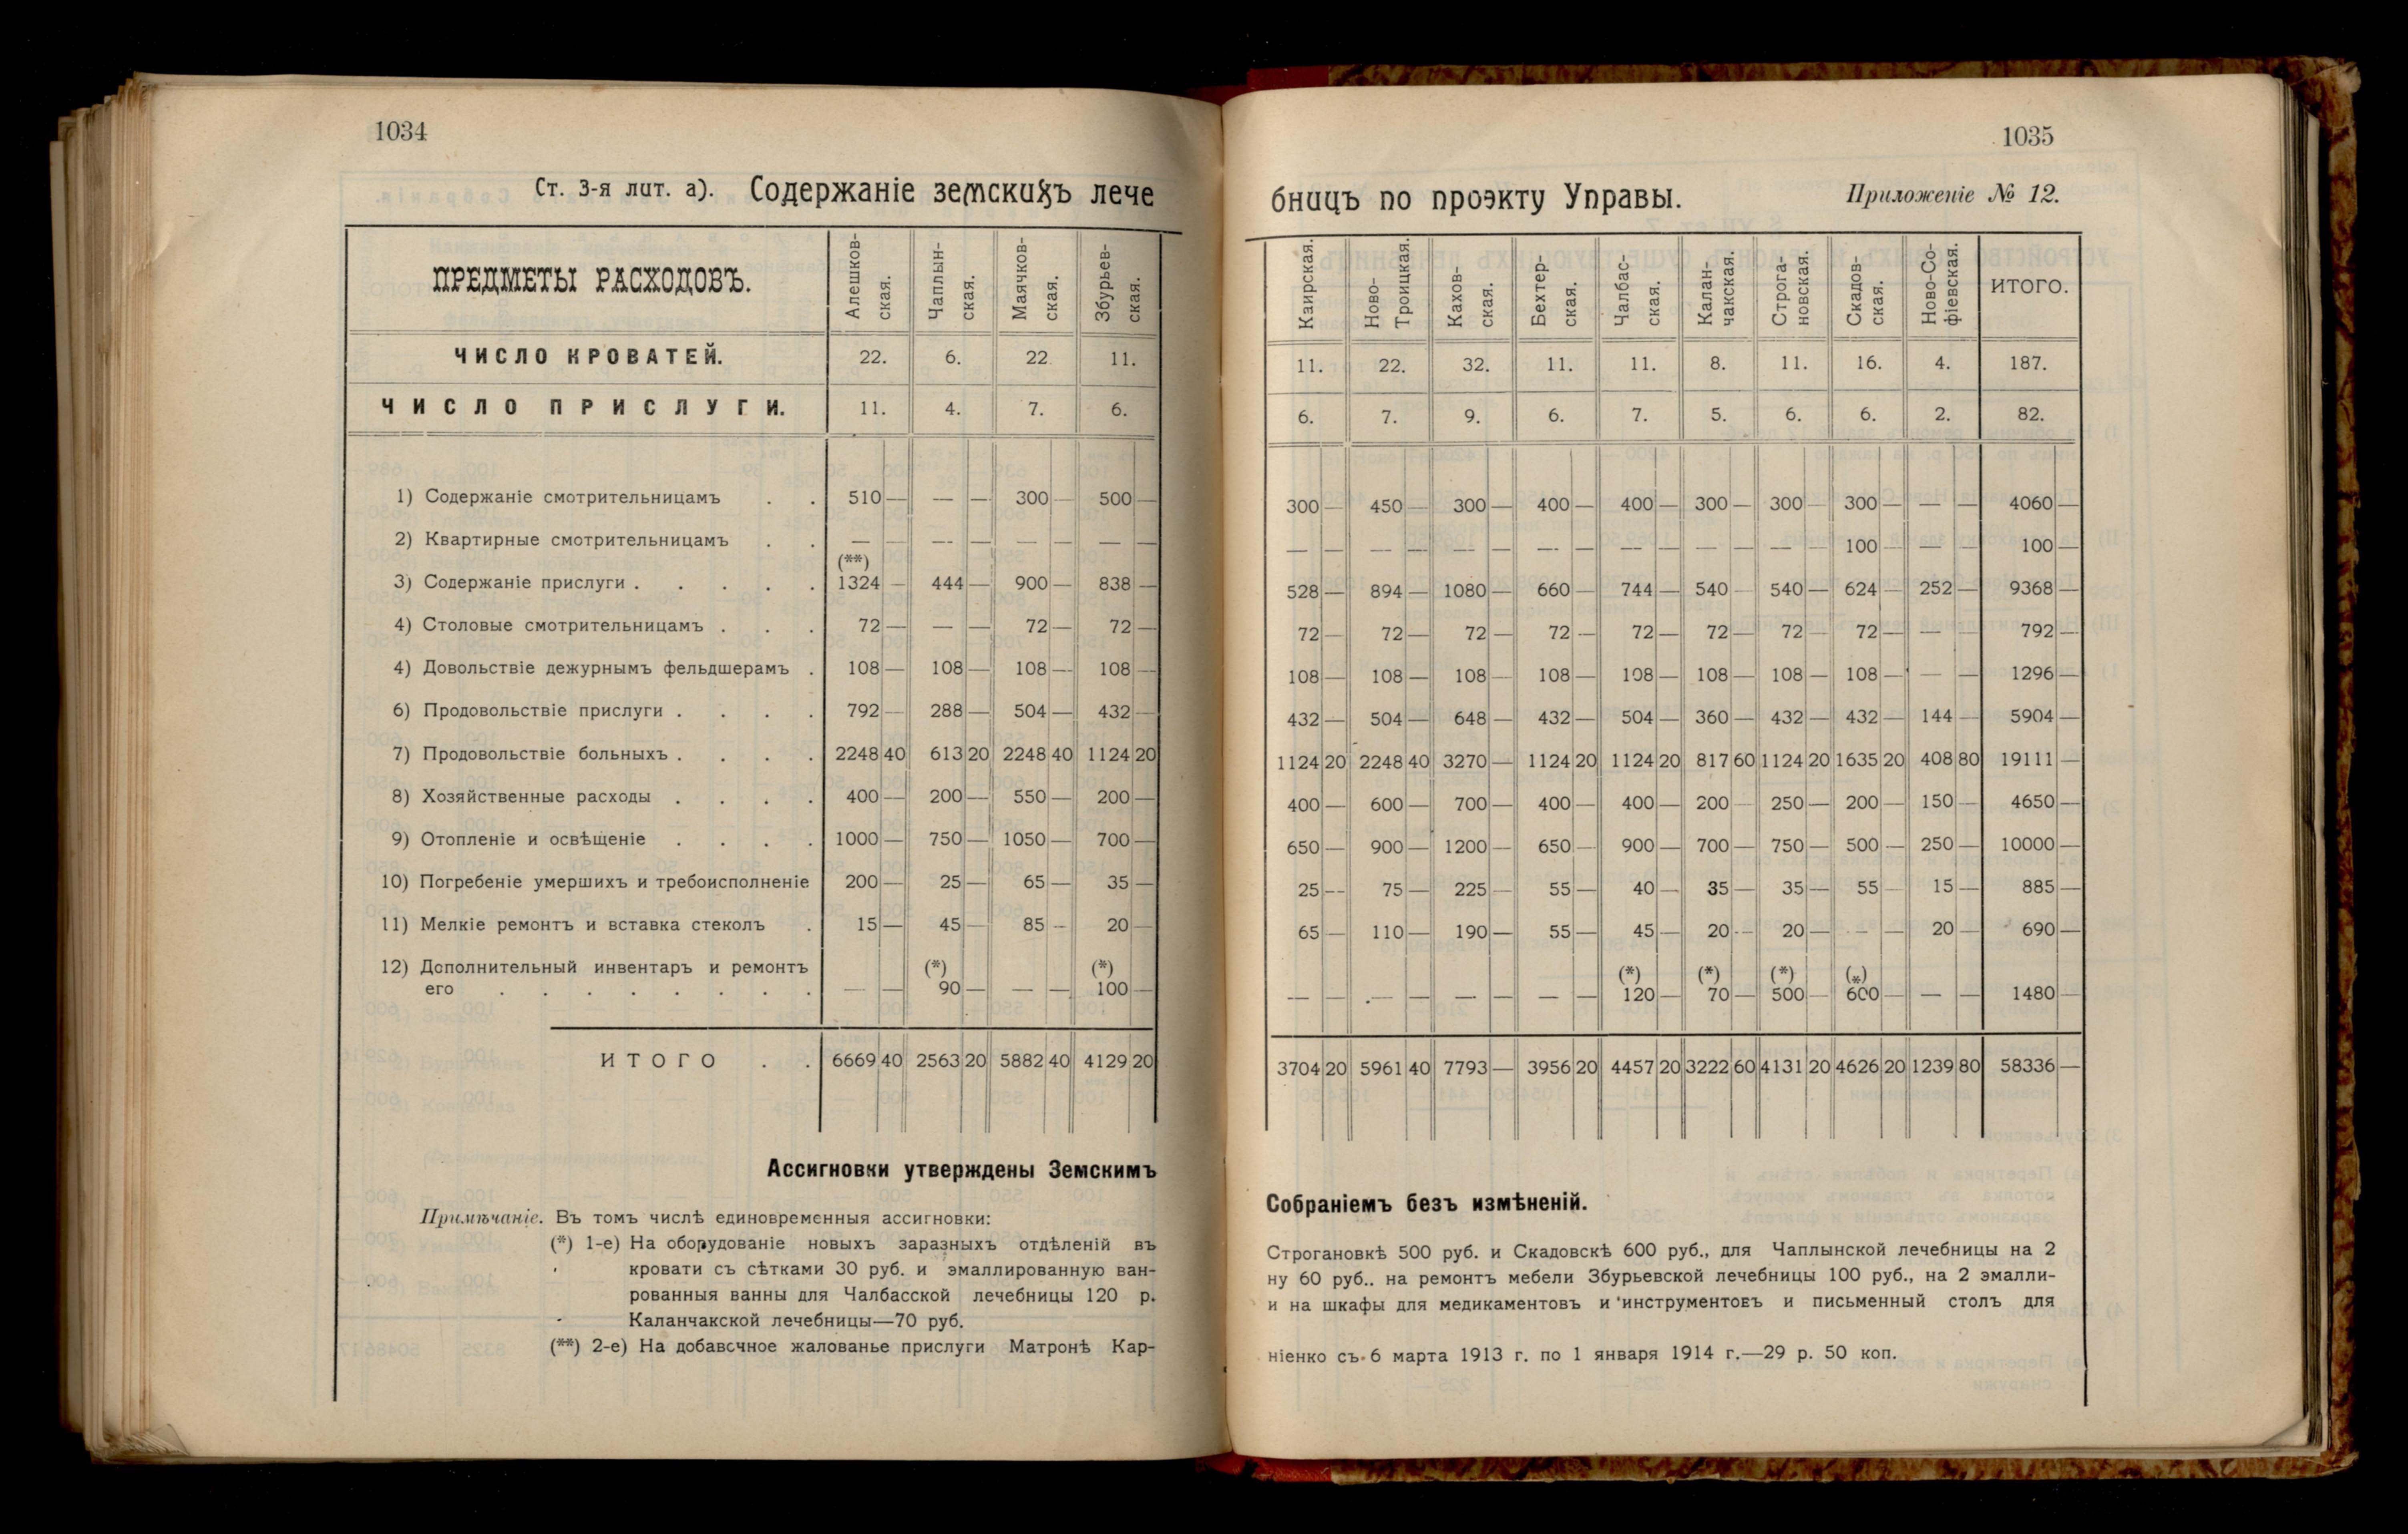 1034
Ст. 3-я лит. а). Содержаніе земскихъ лече
ПРЕДМЕТЫ РАСХОДОВЪ. Алешков-ская. Чаплын-ская. Маячков-ская. Збурьев-ская.
ЧИСЛО КРОВАТЕЙ. 22. 6. 22 11.
ЧИСЛО ПРИСЛУГИ. 11. 4. 7. 6.
1) Содержаніе смотрительницамъ . . 510 — — — 300 — 500 —
2) Квартирные смотрительницамъ . . — — — — — — — —
(**)
3) Содержаніе прислуги . . . . . 1324 — 444 — 900 — 838 —
4) Столовые смотрительницамъ . . . 72 — — — 72 — 72 —
4) Довольствіе дежурнымъ фельдшерамъ . 108 — 108 — 108 — 108 —
6) Продовольствіе прислуги . . . . 792 — 288 — 504 — 432 —
7) Продовольствіе больныхъ . . . . 2248 40 613 20 2248 40 1124 20
8) Хозяйственные расходы . . . . 400 — 200 — 550 — 200 —
9) Отопленіе и освѣщеніе . . . . 1000 — 750 — 1050 — 700 —
10) Погребеніе умершихъ и требоисполненіе 200 — 25 — 65 — 35 —
11) Мелкіе ремонтъ и вставка стеколъ . 15 — 45 — 85 — 20 —
12) Дополнительный инвентаръ и ремонтъ (*) (*)
его . . . . . . . . — — 90 — — — 100 —
ИТОГО . . 6669 40 2563 20 5882 40 4129 20
Ассигновки утверждены Земскимъ
Примѣчаніе. Въ томъ числѣ единовременныя ассигновки:
(*) 1-е) На оборудованіе новыхъ заразныхъ отдѣленій въ
кровати съ сѣтками 30 руб. и эмаллированную ван-
рованныя ванны для Чалбасской лечебницы 120 р.
Каланчакской лечебницы—70 руб.
(**) 2-е) На добавочное жалованье прислуги Матронѣ Кар-
1035
бницъ по проэкту Управы. Приложеніе № 12.
Каирская. Ново-Троицкая. Кахов-ская. Бехтер-ская. Чалбас-ская. Калан-чакская. Строга-новская. Скадов-ская. Ново-Со-фіевская. ИТОГО.
11. 22. 32. 11. 11. 8. 11. 16. 4. 187.
6. 7. 9. 6. 7. 5. 6. 6. 2. 82.
300 — 450 — 300 — 400 — 400 — 300 — 300 — 300 — — — 4060 —
— — — — — — — — — — — — — — 100 — — — 100 —
528 — 894 — 1080 — 660 — 744 — 540 — 540 — 624 — 252 — 9368 —
72 — 72 — 72 — 72 — 72 — 72 — 72 — 72 — — — 792 —
108 — 108 — 108 — 108 — 108 — 108 — 108 — 108 — — — 1296 —
432 — 504 — 648 — 432 — 504 — 360 — 432 — 432 — 144 — 5904 —
1124 20 2248 40 3270 — 1124 20 1124 20 817 60 1124 20 1635 20 408 80 19111 —
400 — 600 — 700 — 400 — 400 — 200 — 250 — 200 — 150 — 4650 —
650 — 900 — 1200 — 650 — 900 — 700 — 750 — 500 — 250 — 10000 —
25 — 75 — 225 — 55 — 40 — 35 — 35 — 55 — 15 — 885 —
65 — 110 — 190 — 55 — 45 — 20 — 20 — — — 20 — 690 —
(*) (*) (*) (*)
— — — — — — — — 120 — 70 — 500 — 600 — — — 1480 —
3704 20 5961 40 7793 — 3956 20 4457 20 3222 60 4131 20 4626 20 1239 80 58336 —
Собраніемъ безъ измѣненій.
Строгановкѣ 500 руб. и Скадовскѣ 600 руб., для Чаплынской лечебницы на 2
ну 60 руб.. на ремонтъ мебели Збурьевской лечебницы 100 руб., на 2 эмалли-
и на шкафы для медикаментовъ и инструментовъ и письменный столъ для
ніенко съ 6 марта 1913 г. по 1 января 1914 г.—29 р. 50 коп.